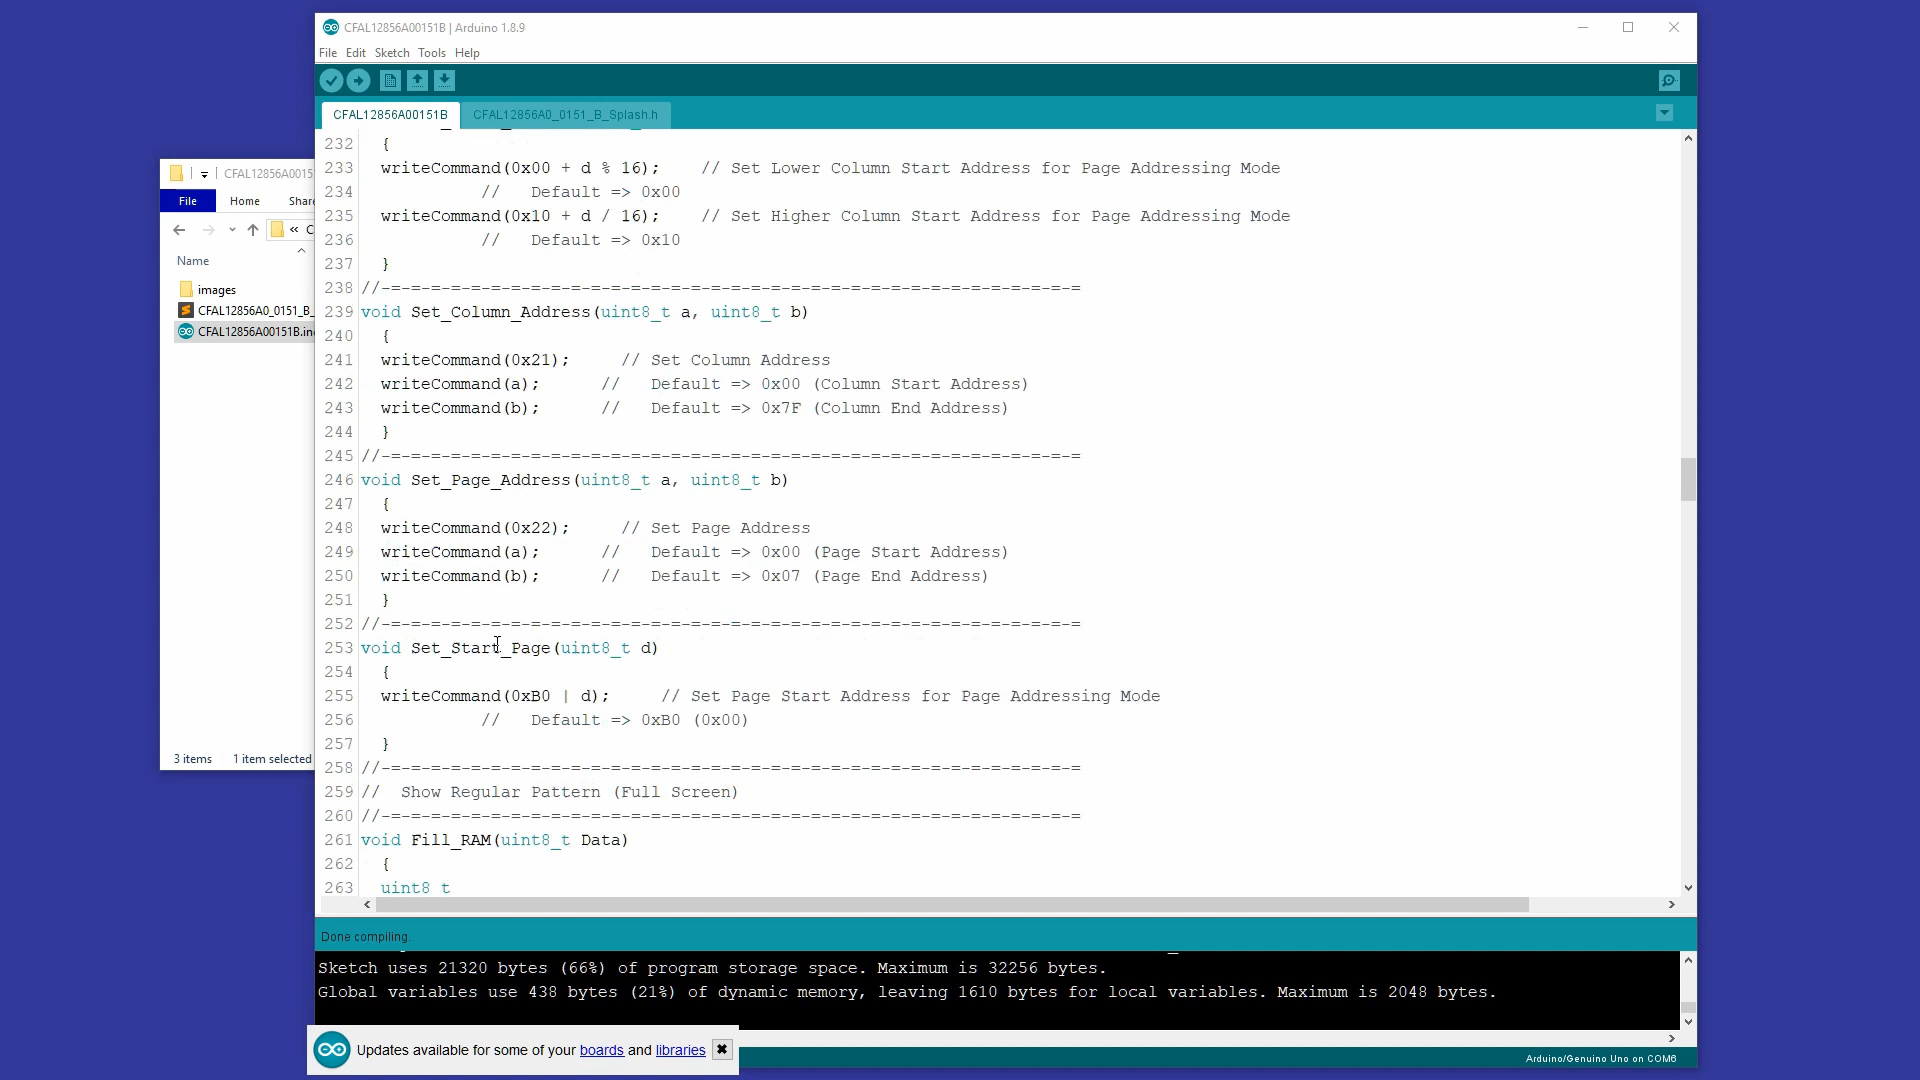 CFAL12856A00151B | Arduino 1.8.9
File Edit Sketch Tools Help
CFAL12856A00151B CFAL12856A0_0151_B_Splash.h
232 {
233 writeCommand(0x00 + d % 16); // Set Lower Column Start Address for Page Addressing Mode
234 // Default => 0x00
235 writeCommand(0x10 + d / 16); // Set Higher Column Start Address for Page Addressing Mode
236 // Default => 0x10
237 }
238 //-=-=-=-=-=-=-=-=-=-=-=-=-=-=-=-=-=-=-=-=-=-=-=-=-=-=-=-=-=-=-=-=-=-=-=
239 void Set_Column_Address(uint8_t a, uint8_t b)
240 {
241 writeCommand(0x21); // Set Column Address
242 writeCommand(a); // Default => 0x00 (Column Start Address)
243 writeCommand(b); // Default => 0x7F (Column End Address)
244 }
245 //-=-=-=-=-=-=-=-=-=-=-=-=-=-=-=-=-=-=-=-=-=-=-=-=-=-=-=-=-=-=-=-=-=-=-=
246 void Set_Page_Address(uint8_t a, uint8_t b)
247 {
248 writeCommand(0x22); // Set Page Address
249 writeCommand(a); // Default => 0x00 (Page Start Address)
250 writeCommand(b); // Default => 0x07 (Page End Address)
251 }
252 //-=-=-=-=-=-=-=-=-=-=-=-=-=-=-=-=-=-=-=-=-=-=-=-=-=-=-=-=-=-=-=-=-=-=-=
253 void Set_Start_Page(uint8_t d)
254 {
255 writeCommand(0xB0 | d); // Set Page Start Address for Page Addressing Mode
256 // Default => 0xB0 (0x00)
257 }
258 //-=-=-=-=-=-=-=-=-=-=-=-=-=-=-=-=-=-=-=-=-=-=-=-=-=-=-=-=-=-=-=-=-=-=-=
259 // Show Regular Pattern (Full Screen)
260 //-=-=-=-=-=-=-=-=-=-=-=-=-=-=-=-=-=-=-=-=-=-=-=-=-=-=-=-=-=-=-=-=-=-=-=
261 void Fill_RAM(uint8_t Data)
262 {
263 uint8_t
Done compiling.
Sketch uses 21320 bytes (66%) of program storage space. Maximum is 32256 bytes.
Global variables use 438 bytes (21%) of dynamic memory, leaving 1610 bytes for local variables. Maximum is 2048 bytes.
Updates available for some of your boards and libraries
Arduino/Genuino Uno on COM6
CFAL12856A0015
File Home Share
« C
Name
images
CFAL12856A0_0151_B_
CFAL12856A00151B.in
3 items 1 item selected